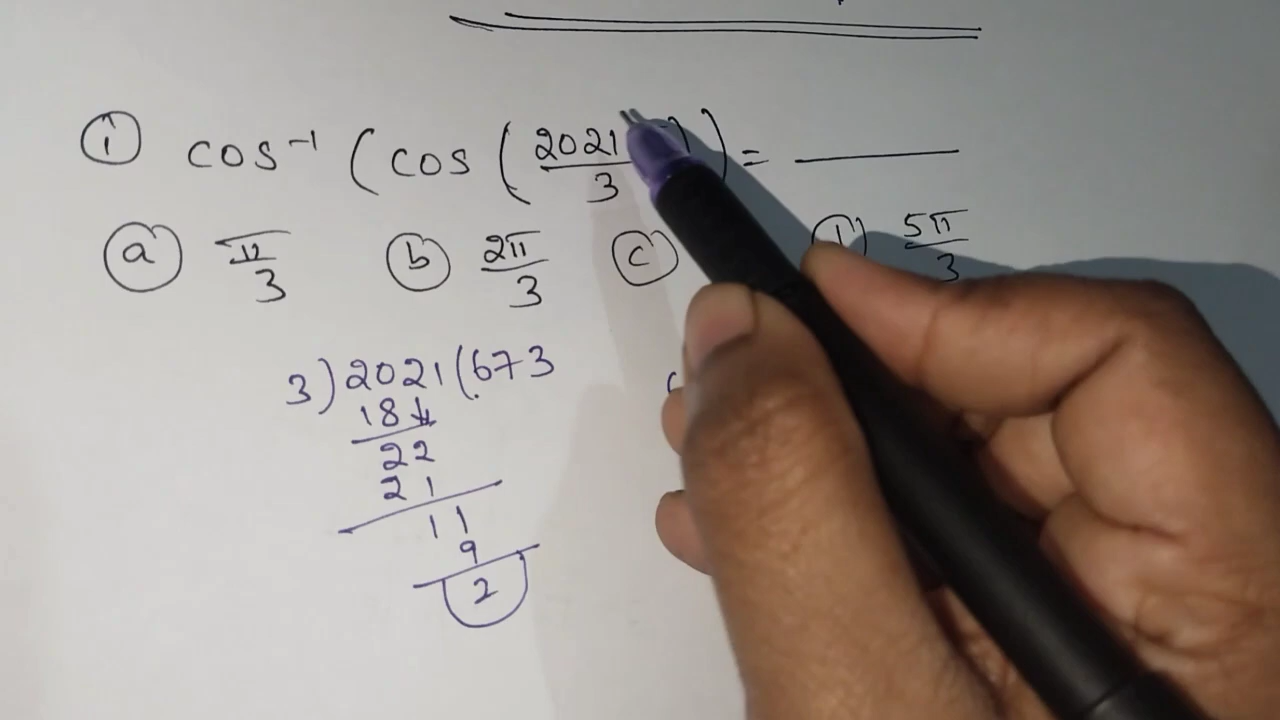 ① cos⁻¹ (cos (2021/3)) = ______
ⓐ π/3 ⓑ 2π/3 ⓒ ⓓ 5π/3
3) 2021 (673
18↓
22
21
11
9
2